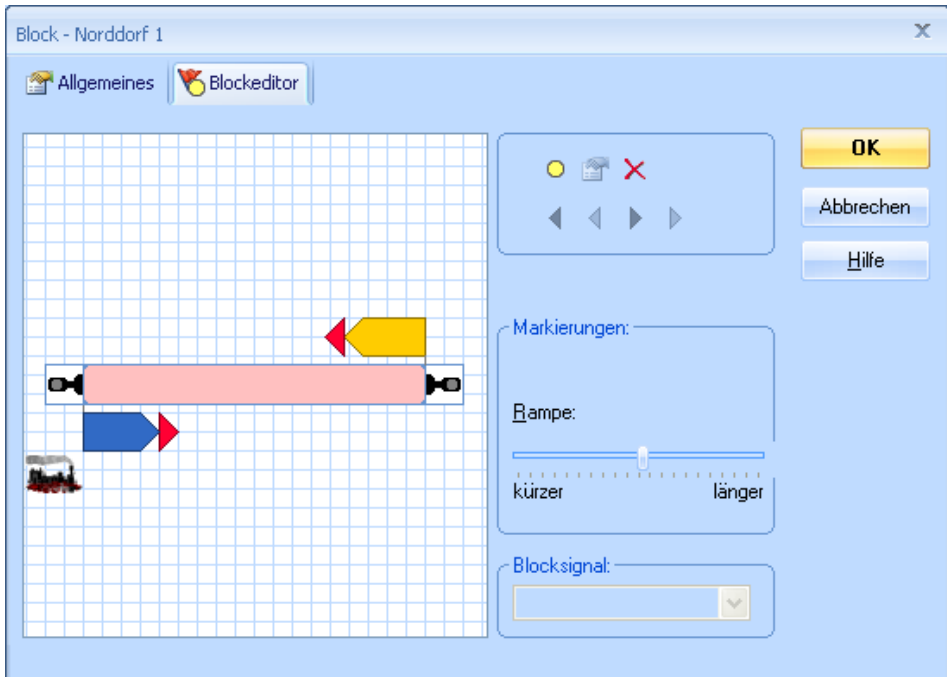 Block - Norddorf 1
Allgemeines
Blockeditor
OK
Abbrechen
Hilfe
Markierungen:
Rampe:
kürzer länger
Blocksignal: